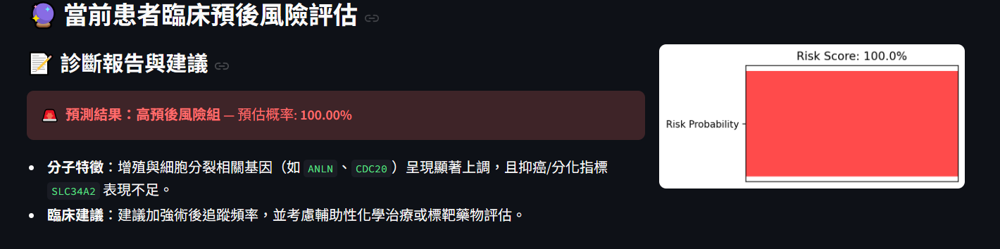 當前患者臨床預後風險評估
診斷報告與建議
預測結果：高預後風險組 — 預估概率: 100.00%
分子特徵：增殖與細胞分裂相關基因（如 ANLN、CDC20）呈現顯著上調，且抑癌/分化指標
SLC34A2 表現不足。
臨床建議：建議加強術後追蹤頻率，並考慮輔助性化學治療或標靶藥物評估。
Risk Score: 100.0%
Risk Probability